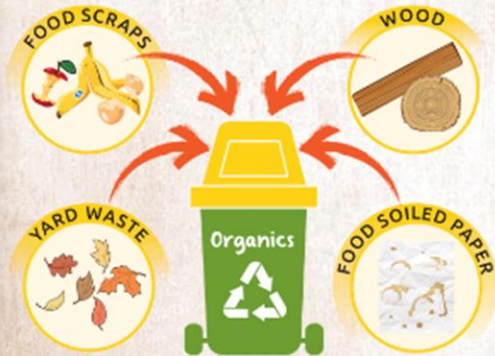 FOOD SCRAPS
WOOD
YARD WASTE
Organics
FOOD SOILED PAPER